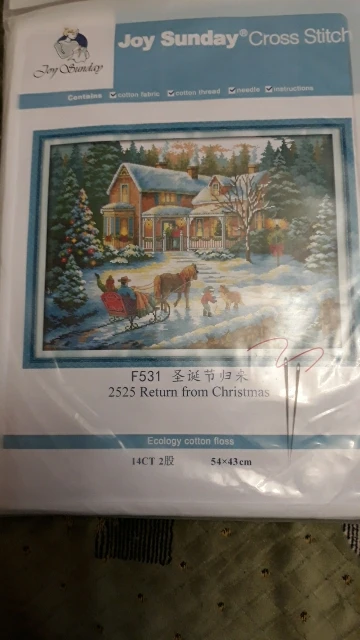 Joy Sunday
Joy Sunday® Cross Stitch
Contains cotton fabric cotton thread needle instructions
F531 圣诞节归来
2525 Return from Christmas
Ecology cotton floss
14CT 2股 54×43cm